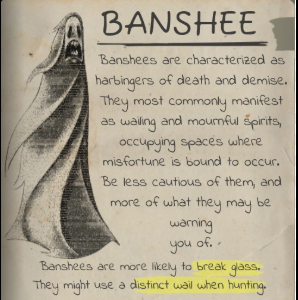 BANSHEE
Banshees are characterized as
harbingers of death and demise.
They most commonly manifest
as wailing and mournful spirits,
occupying spaces where
misfortune is bound to occur.
Be less cautious of them, and
more of what they may be
warning
you of.
Banshees are more likely to break glass.
They might use a distinct wail when hunting.